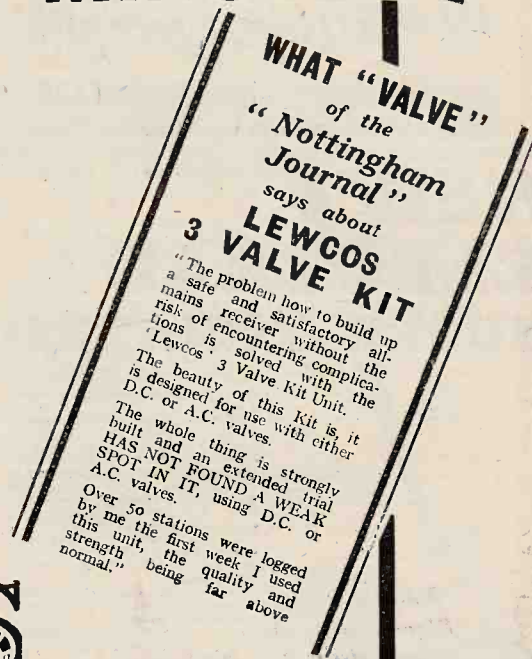 WHAT "VALVE"
of the
"Nottingham
Journal"
says about
LEWCOS
3 VALVE KIT
"The problem how to build up
a safe and satisfactory all-
mains receiver without the
risk of encountering complica-
tions is solved with the
'Lewcos' 3 Valve Kit Unit.
The beauty of this Kit is, it
is designed for use with either
D.C. or A.C. valves.
The whole thing is strongly
built and an extended trial
HAS NOT FOUND A WEAK
SPOT IN IT, using D.C. or
A.C. valves.
Over 50 stations were logged
by me the first week I used
this unit, the quality and
strength being far above
normal."